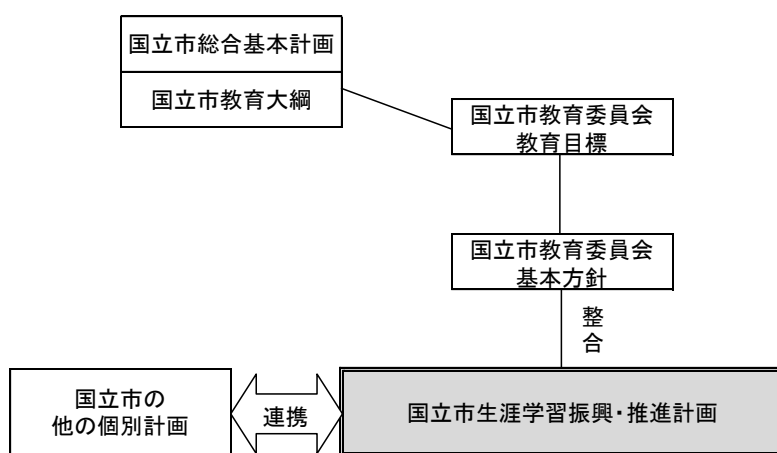 国立市総合基本計画
国立市教育大綱
国立市教育委員会
教育目標
国立市教育委員会
基本方針
整
合
国立市の
他の個別計画
連携
国立市生涯学習振興・推進計画